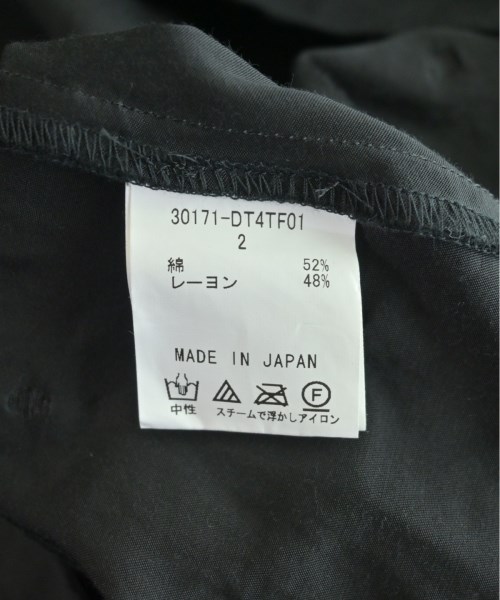 30171-DT4TF01
2
綿 52%
レーヨン 48%
MADE IN JAPAN
F
中性 スチームで浮かしアイロン